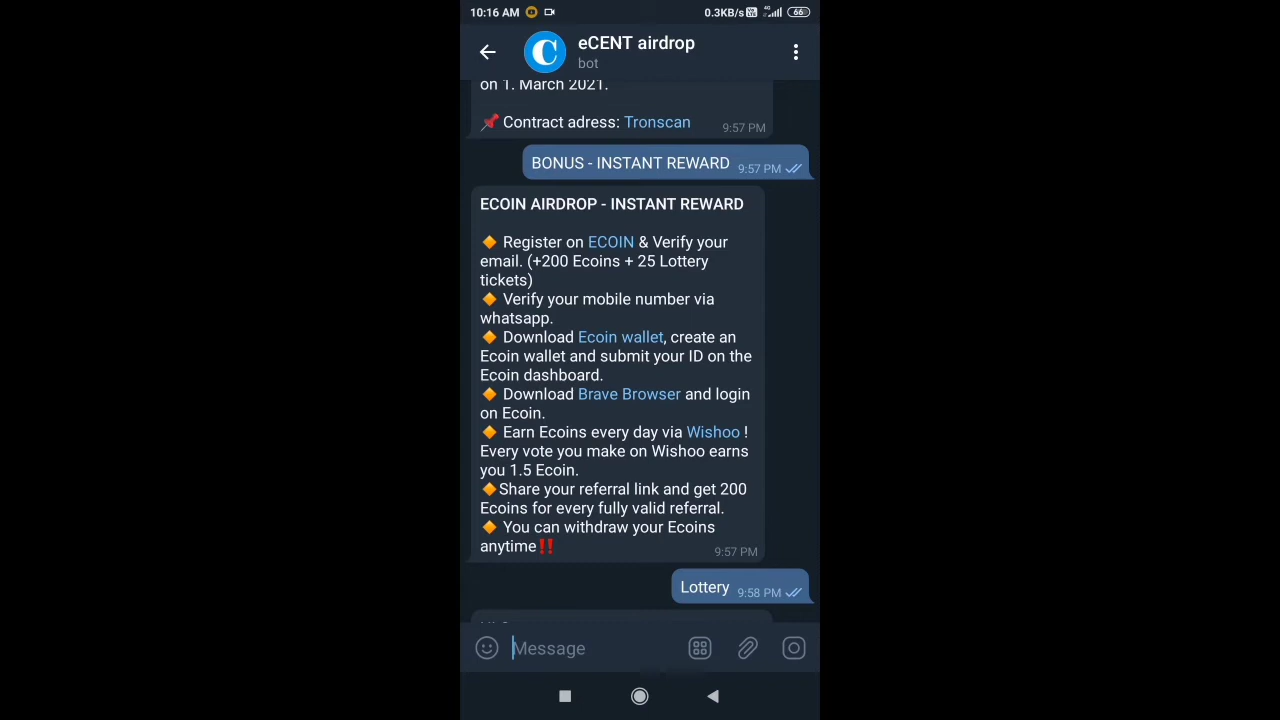 10:16 AM 0.3KB/s 4G 66
eCENT airdrop
bot
on 1. March 2021.
📌 Contract adress: Tronscan 9:57 PM
BONUS - INSTANT REWARD 9:57 PM
ECOIN AIRDROP - INSTANT REWARD
🔶 Register on ECOIN & Verify your
email. (+200 Ecoins + 25 Lottery
tickets)
🔶 Verify your mobile number via
whatsapp.
🔶 Download Ecoin wallet, create an
Ecoin wallet and submit your ID on the
Ecoin dashboard.
🔶 Download Brave Browser and login
on Ecoin.
🔶 Earn Ecoins every day via Wishoo !
Every vote you make on Wishoo earns
you 1.5 Ecoin.
🔶Share your referral link and get 200
Ecoins for every fully valid referral.
🔶 You can withdraw your Ecoins
anytime‼️ 9:57 PM
Lottery 9:58 PM
Message